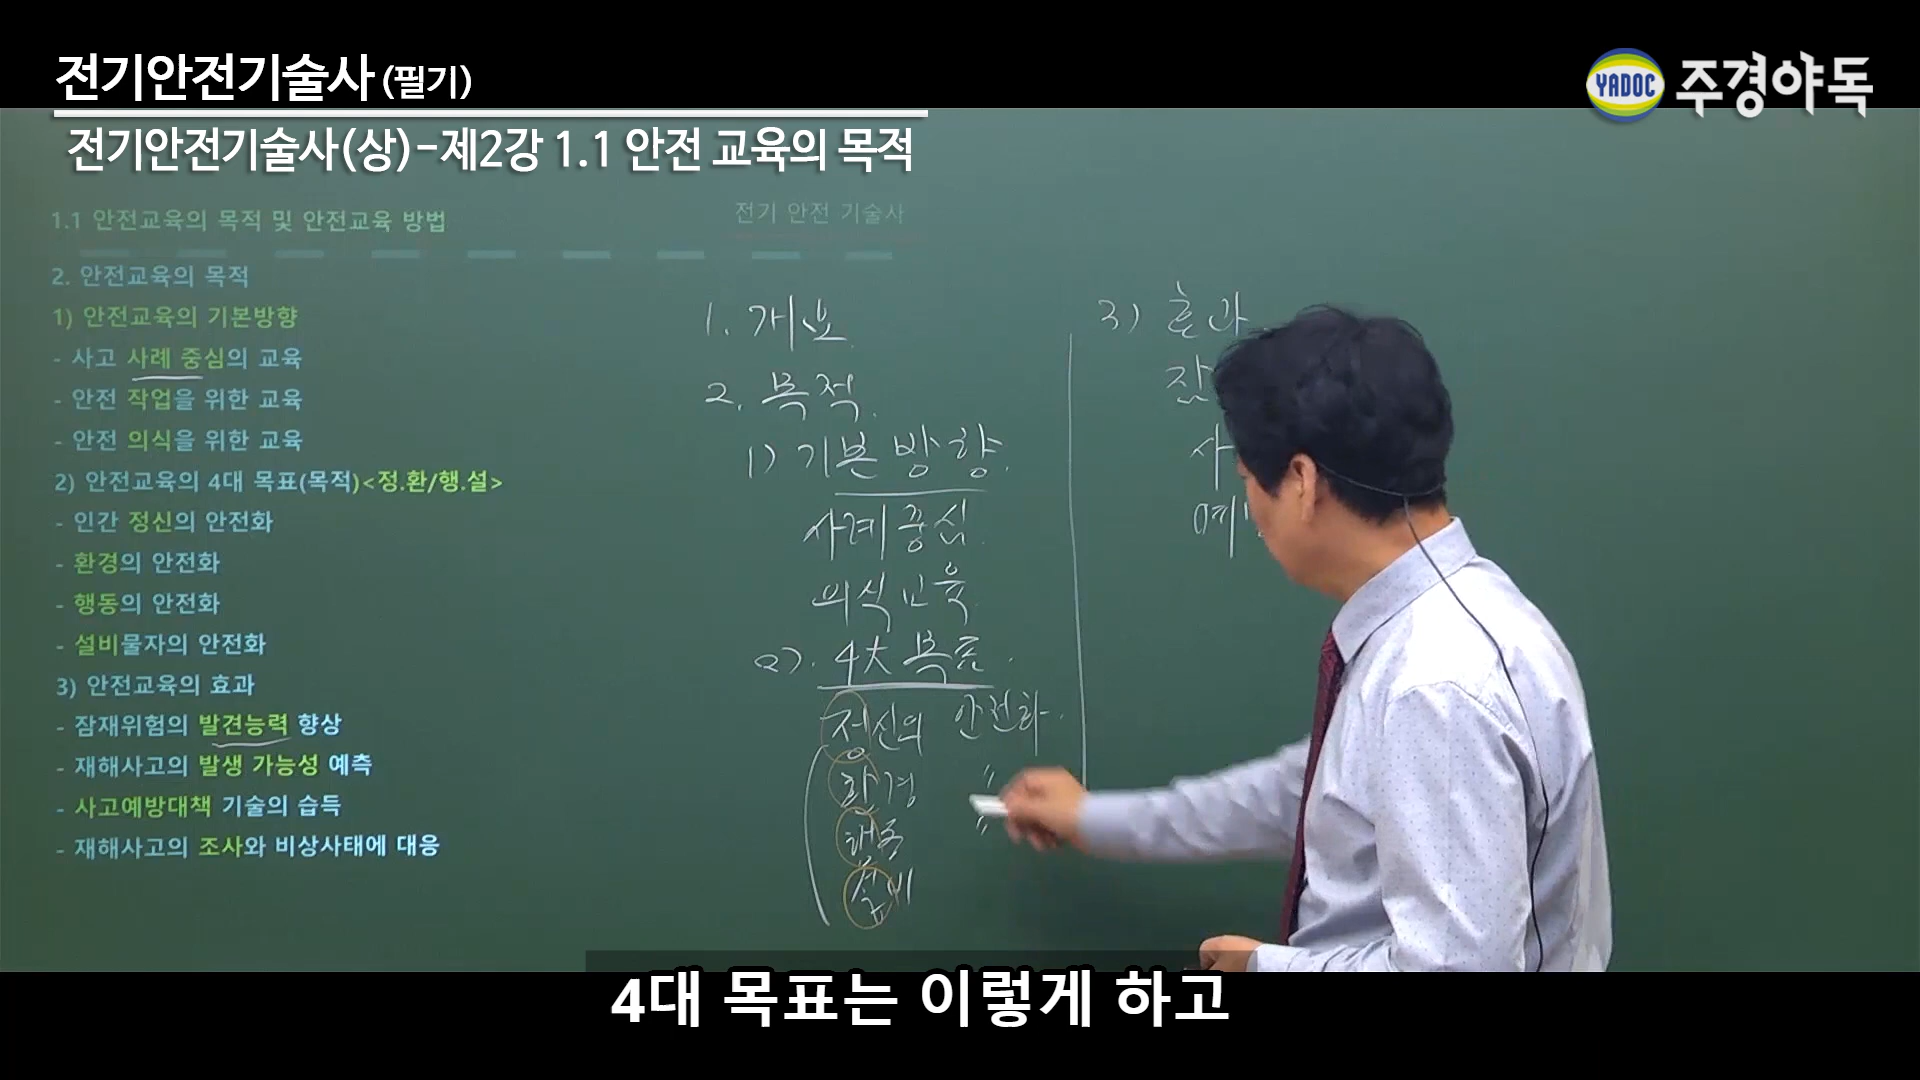 전기안전기술사 (필기)
YADOC 주경야독
전기안전기술사(상)-제2강 1.1 안전 교육의 목적
1.1 안전교육의 목적 및 안전교육 방법
전기 안전 기술사
2. 안전교육의 목적
1) 안전교육의 기본방향
- 사고 사례 중심의 교육
- 안전 작업을 위한 교육
- 안전 의식을 위한 교육
2) 안전교육의 4대 목표(목적)<정.환/행.설>
- 인간 정신의 안전화
- 환경의 안전화
- 행동의 안전화
- 설비물자의 안전화
3) 안전교육의 효과
- 잠재위험의 발견능력 향상
- 재해사고의 발생 가능성 예측
- 사고예방대책 기술의 습득
- 재해사고의 조사와 비상사태에 대응
1. 개요
2. 목적.
1) 기본방향.
사례중심.
의식교육.
2). 4大 목표.
정신의 안전화.
환경 〃
행동 〃
설비
3) 효과
잠
사
예
4대 목표는 이렇게 하고